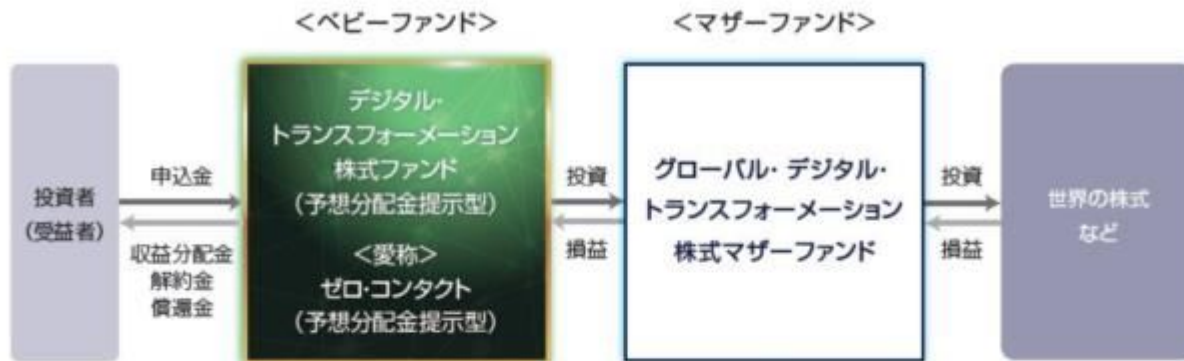 <ベビーファンド>
<マザーファンド>
投資者
(受益者)
申込金
収益分配金
解約金
償還金
デジタル・
トランスフォーメーション
株式ファンド
(予想分配金提示型)
<愛称>
ゼロ・コンタクト
(予想分配金提示型)
投資
損益
グローバル・デジタル・
トランスフォーメーション
株式マザーファンド
投資
損益
世界の株式
など